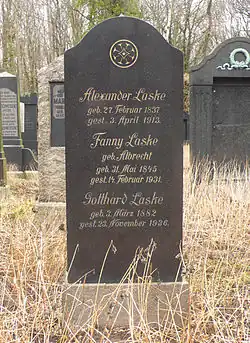 Alexander Laske
geb. 27. Februar 1837
gest. 3. April 1913.
Fanny Laske
geb. Albrecht
geb. 31. Mai 1845
gest. 14. Februar 1931.
Gotthard Laske
geb. 3. März 1882
gest. 23. November 1936.